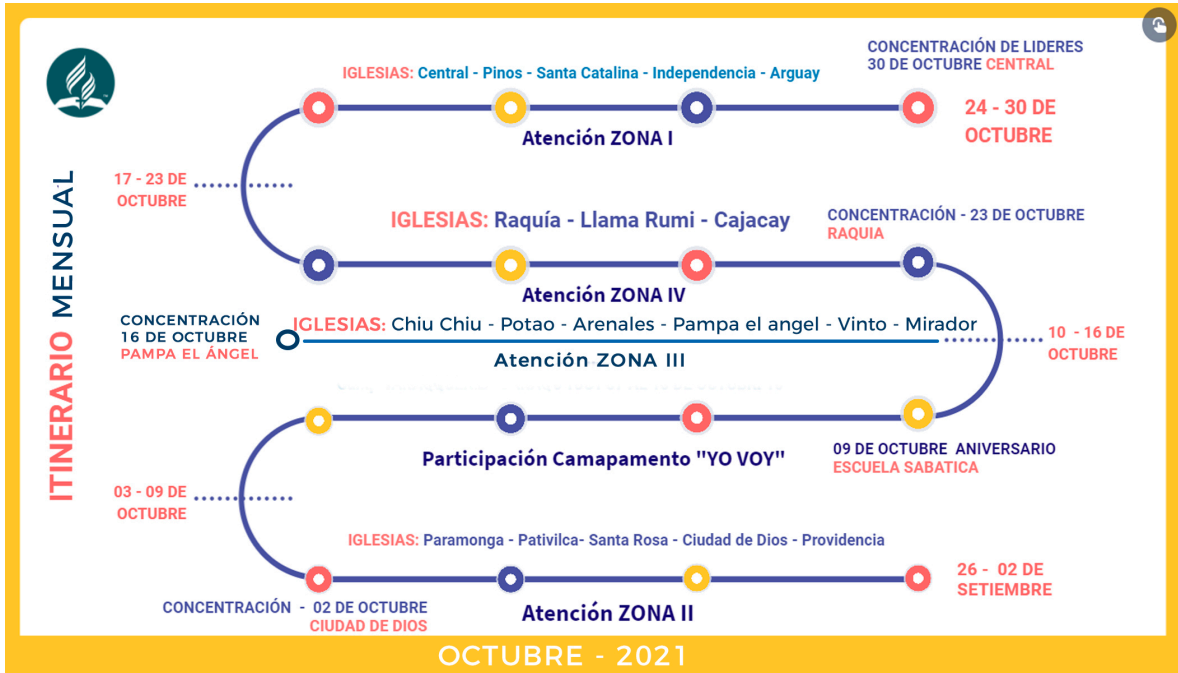 CONCENTRACIÓN DE LIDERES
30 DE OCTUBRE CENTRAL
IGLESIAS: Central - Pinos - Santa Catalina - Independencia - Arguay
24 - 30 DE
OCTUBRE
Atención ZONA I
17 - 23 DE
OCTUBRE
IGLESIAS: Raquía - Llama Rumi - Cajacay
CONCENTRACIÓN - 23 DE OCTUBRE
RAQUIA
Atención ZONA IV
CONCENTRACIÓN
16 DE OCTUBRE
PAMPA EL ÁNGEL
IGLESIAS: Chiu Chiu - Potao - Arenales - Pampa el angel - Vinto - Mirador
Atención ZONA III
10 - 16 DE
OCTUBRE
Participación Camapamento "YO VOY"
09 DE OCTUBRE ANIVERSARIO
ESCUELA SABATICA
03 - 09 DE
OCTUBRE
IGLESIAS: Paramonga - Pativilca- Santa Rosa - Ciudad de Dios - Providencia
26 - 02 DE
SETIEMBRE
CONCENTRACIÓN - 02 DE OCTUBRE
CIUDAD DE DIOS
Atención ZONA II
ITINERARIO MENSUAL
OCTUBRE - 2021